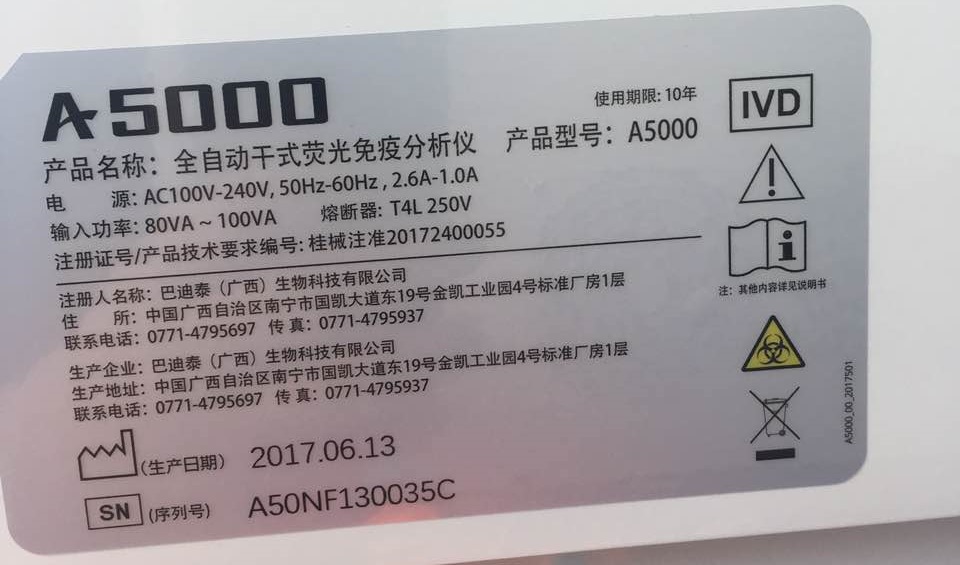 A5000
使用期限: 10年
IVD
产品名称: 全自动干式荧光免疫分析仪 产品型号: A5000
电 源: AC100V-240V, 50Hz-60Hz , 2.6A-1.0A
输入功率: 80VA ~ 100VA 熔断器: T4L 250V
注册证号/产品技术要求编号: 桂械注准20172400055
注册人名称: 巴迪泰（广西）生物科技有限公司
住 所: 中国广西自治区南宁市国凯大道东19号金凯工业园4号标准厂房1层
联系电话: 0771-4795697 传 真: 0771-4795937
生产企业: 巴迪泰（广西）生物科技有限公司
生产地址: 中国广西自治区南宁市国凯大道东19号金凯工业园4号标准厂房1层
联系电话: 0771-4795697 传 真: 0771-4795937
注: 其他内容详见说明书
(生产日期) 2017.06.13
SN (序列号) A50NF130035C
A5000_00_2017S01